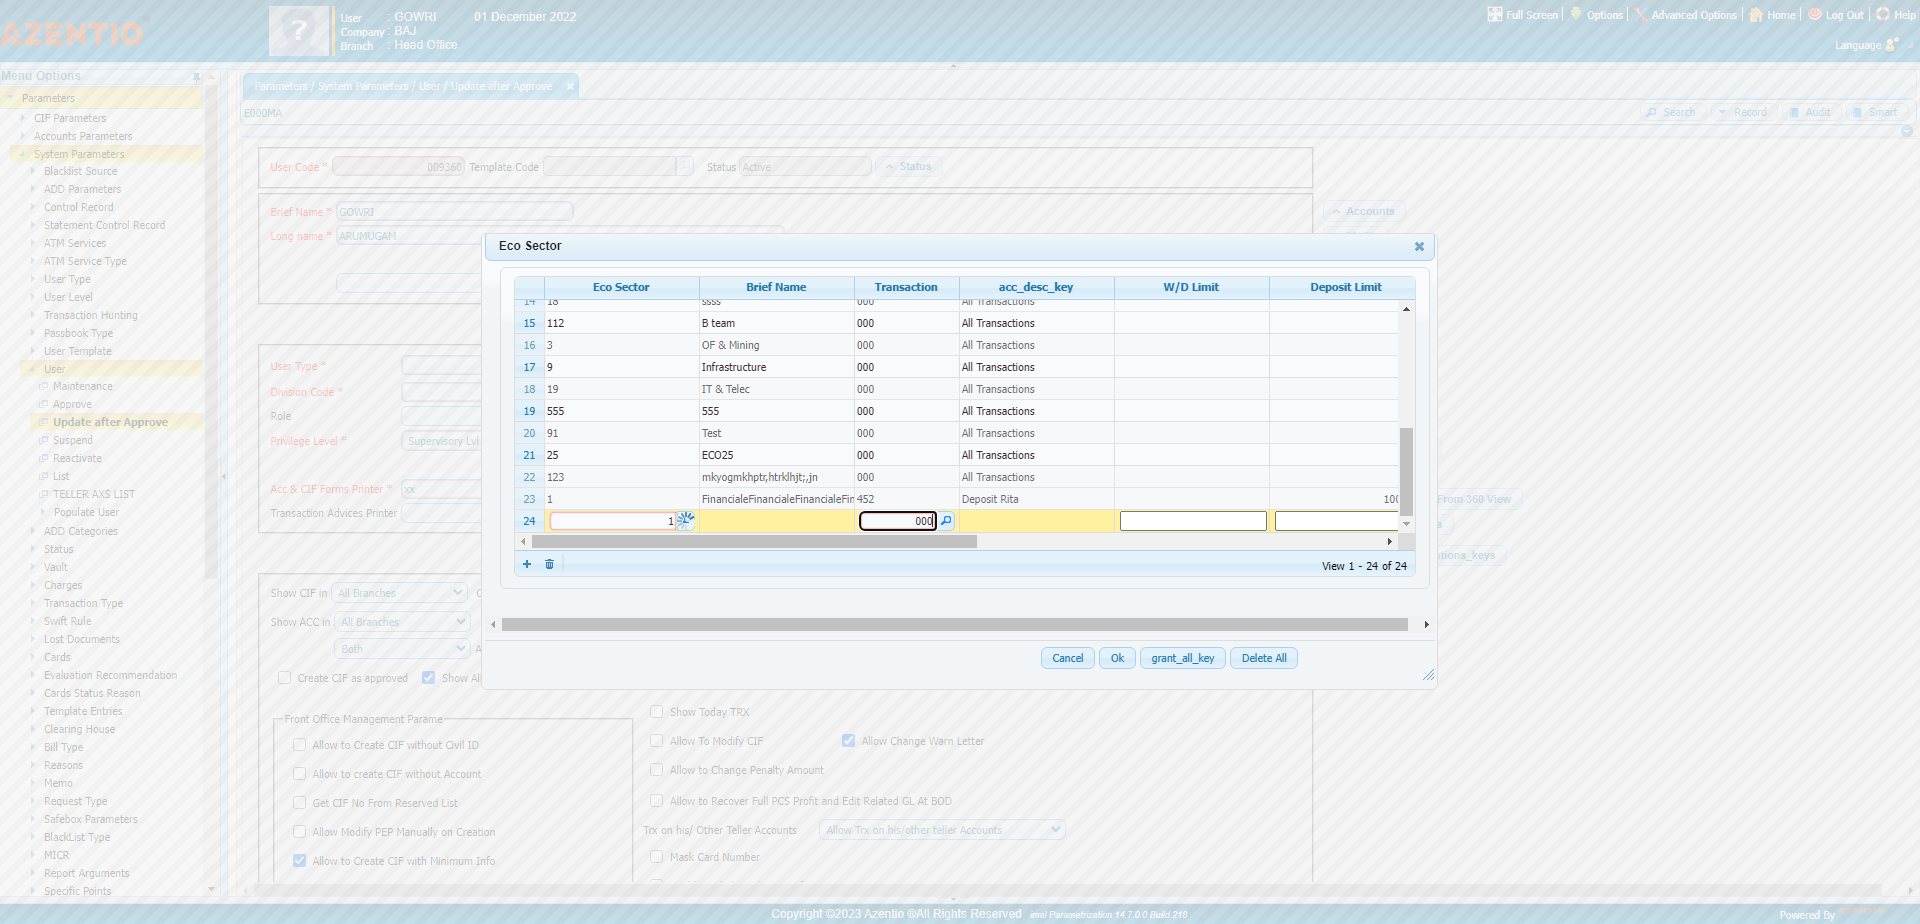 AZENTIO
User : GOWRI 01 December 2022
Company : BAJ
Branch : Head Office
Full Screen Options Advanced Options Home Log Out Help
Language
Menu Options
Parameters
CIF Parameters
Accounts Parameters
System Parameters
Blacklist Source
ADD Parameters
Control Record
Statement Control Record
ATM Services
ATM Service Type
User Type
User Level
Transaction Hunting
Passbook Type
User Template
User
Maintenance
Approve
Update after Approve
Suspend
Reactivate
List
TELLER AXS LIST
Populate User
ADD Categories
Status
Vault
Charges
Transaction Type
Swift Rule
Lost Documents
Cards
Evaluation Recommendation
Cards Status Reason
Template Entries
Clearing House
Bill Type
Reasons
Memo
Request Type
Safebox Parameters
BlackList Type
MICR
Report Arguments
Specific Points
Parameters / System Parameters / User / Update after Approve
E000MA Search Record Audit Smart
User Code * 009360 Template Code Status Active Status
Brief Name * GOWRI Accounts
Long name * ARUMUGAM
User Type *
Division Code *
Role
Privilege Level * Supervisory Lvl
Acc & CIF Forms Printer * xx From 360 View
Transaction Advices Printer
Eco Sector
Eco Sector Brief Name Transaction acc_desc_key W/D Limit Deposit Limit
14 18 ssss 000 All Transactions
15 112 B team 000 All Transactions
16 3 OF & Mining 000 All Transactions
17 9 Infrastructure 000 All Transactions
18 19 IT & Telec 000 All Transactions
19 555 555 000 All Transactions
20 91 Test 000 All Transactions
21 25 ECO25 000 All Transactions
22 123 mkyogmkhptr,htrklhjt;,jn 000 All Transactions
23 1 FinancialeFinancialeFinancialeFin 452 Deposit Rita 100
24 1 000
View 1 - 24 of 24
Cancel Ok grant_all_key Delete All
Show CIF in All Branches
Show ACC in All Branches
Both
Create CIF as approved Show All
Front Office Management Parame
Allow to Create CIF without Civil ID
Allow to create CIF without Account
Get CIF No From Reserved List
Allow Modify PEP Manually on Creation
Allow to Create CIF with Minimum Info
Show Today TRX
Allow To Modify CIF Allow Change Warn Letter
Allow to Change Penalty Amount
Allow to Recover Full PCS Profit and Edit Related GL At BOD
Trx on his/ Other Teller Accounts Allow Trx on his/other teller Accounts
Mask Card Number
Copyright ©2023 Azentio ®All Rights Reserved imal Parametrization 14.7.0.0 Build 218
Powered By